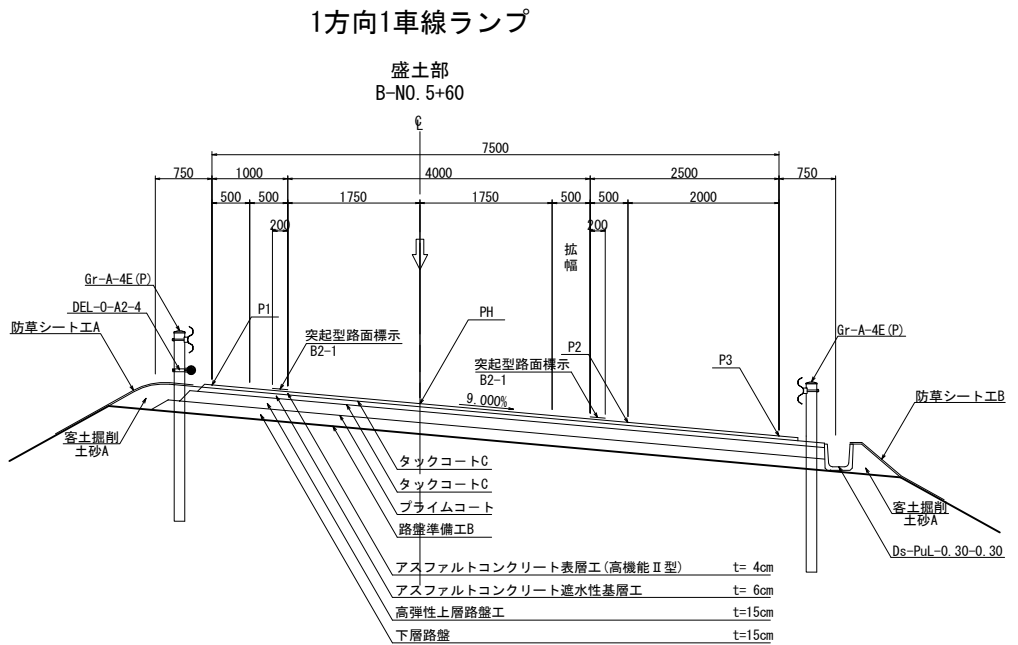 1方向1車線ランプ
盛土部
B-NO. 5+60
℄
7500
750
1000
4000
2500
750
500
500
1750
1750
500
500
2000
200
200
拡
幅
Gr-A-4E(P)
DEL-O-A2-4
防草シート工A
P1
突起型路面標示
B2-1
PH
突起型路面標示
B2-1
P2
P3
Gr-A-4E(P)
9.000%
防草シート工B
客土掘削
土砂A
客土掘削
土砂A
タックコートC
タックコートC
プライムコート
路盤準備工B
Ds-PuL-0.30-0.30
アスファルトコンクリート表層工(高機能Ⅱ型) t= 4cm
アスファルトコンクリート遮水性基層工 t= 6cm
高弾性上層路盤工 t=15cm
下層路盤 t=15cm